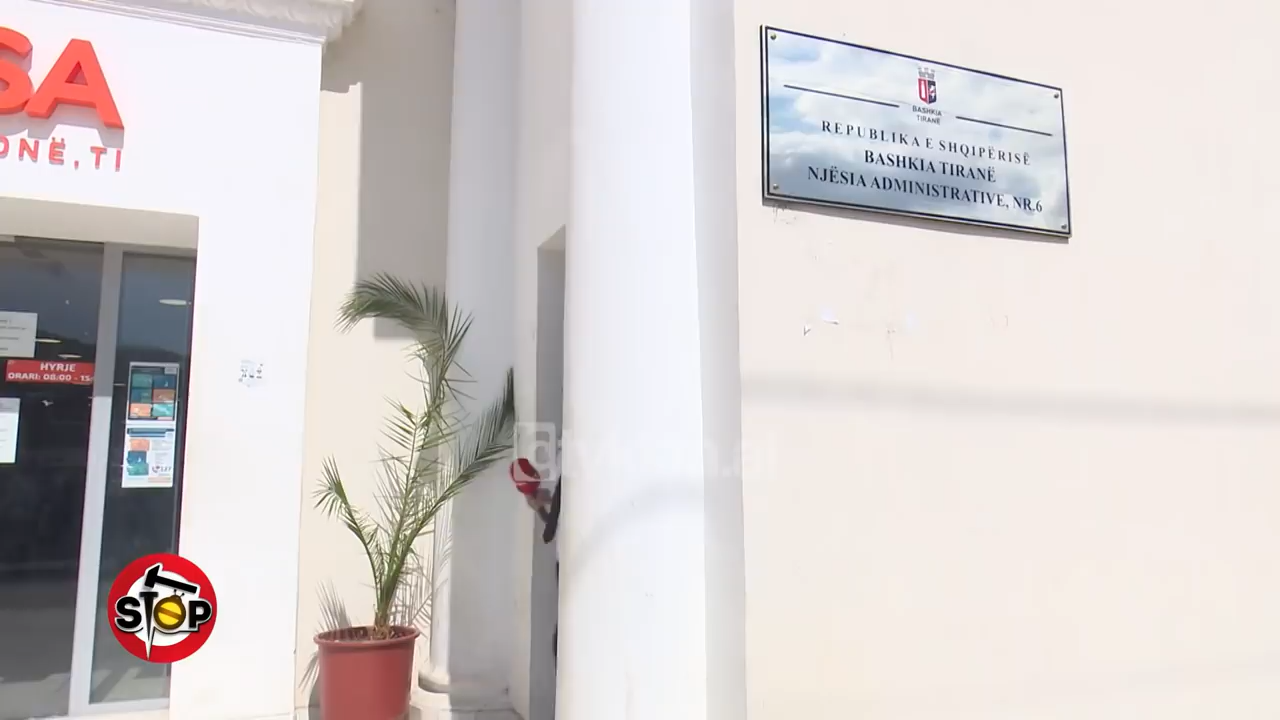 SA
ONË, TI
HYRJE
ORARI: 08:00 - 15
BASHKIA
TIRANË
REPUBLIKA E SHQIPËRISË
BASHKIA TIRANË
NJËSIA ADMINISTRATIVE, NR.6
STOP